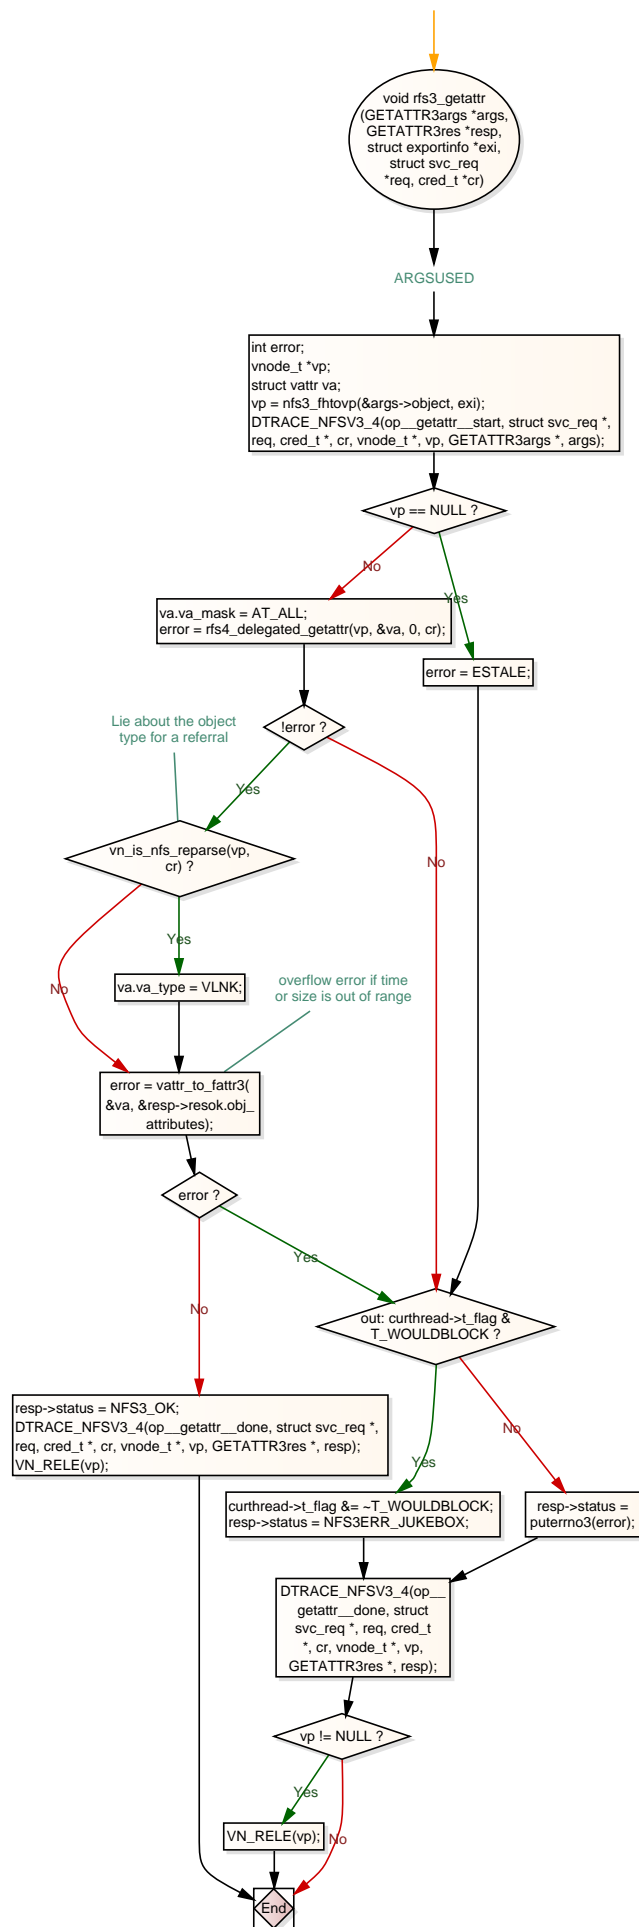 void rfs3_getattr
(GETATTR3args *args,
GETATTR3res *resp,
struct exportinfo *exi,
struct svc_req
*req, cred_t *cr)
ARGSUSED
int error;
vnode_t *vp;
struct vattr va;
vp = nfs3_fhtovp(&args->object, exi);
DTRACE_NFSV3_4(op__getattr__start, struct svc_req *,
req, cred_t *, cr, vnode_t *, vp, GETATTR3args *, args);
vp == NULL ?
No
Yes
va.va_mask = AT_ALL;
error = rfs4_delegated_getattr(vp, &va, 0, cr);
error = ESTALE;
!error ?
Lie about the object
type for a referral
Yes
No
vn_is_nfs_reparse(vp,
cr) ?
Yes
No
va.va_type = VLNK;
overflow error if time
or size is out of range
error = vattr_to_fattr3(
&va, &resp->resok.obj_
attributes);
error ?
Yes
No
out: curthread->t_flag &
T_WOULDBLOCK ?
resp->status = NFS3_OK;
DTRACE_NFSV3_4(op__getattr__done, struct svc_req *,
req, cred_t *, cr, vnode_t *, vp, GETATTR3res *, resp);
VN_RELE(vp);
Yes
No
curthread->t_flag &= ~T_WOULDBLOCK;
resp->status = NFS3ERR_JUKEBOX;
resp->status =
puterrno3(error);
DTRACE_NFSV3_4(op__
getattr__done, struct
svc_req *, req, cred_t
*, cr, vnode_t *, vp,
GETATTR3res *, resp);
vp != NULL ?
Yes
No
VN_RELE(vp);
End